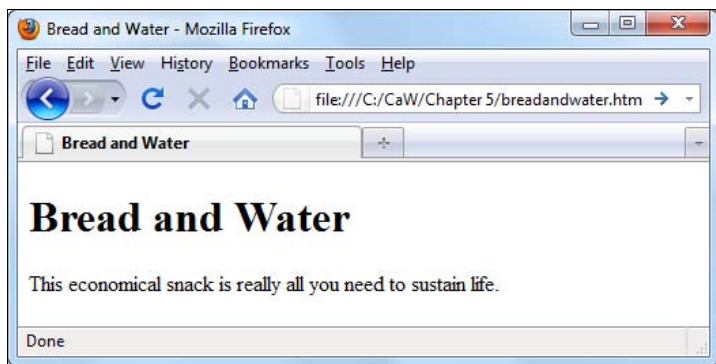 Bread and Water - Mozilla Firefox
File Edit View History Bookmarks Tools Help
file:///C:/CaW/Chapter 5/breadandwater.htm
Bread and Water
Bread and Water
This economical snack is really all you need to sustain life.
Done